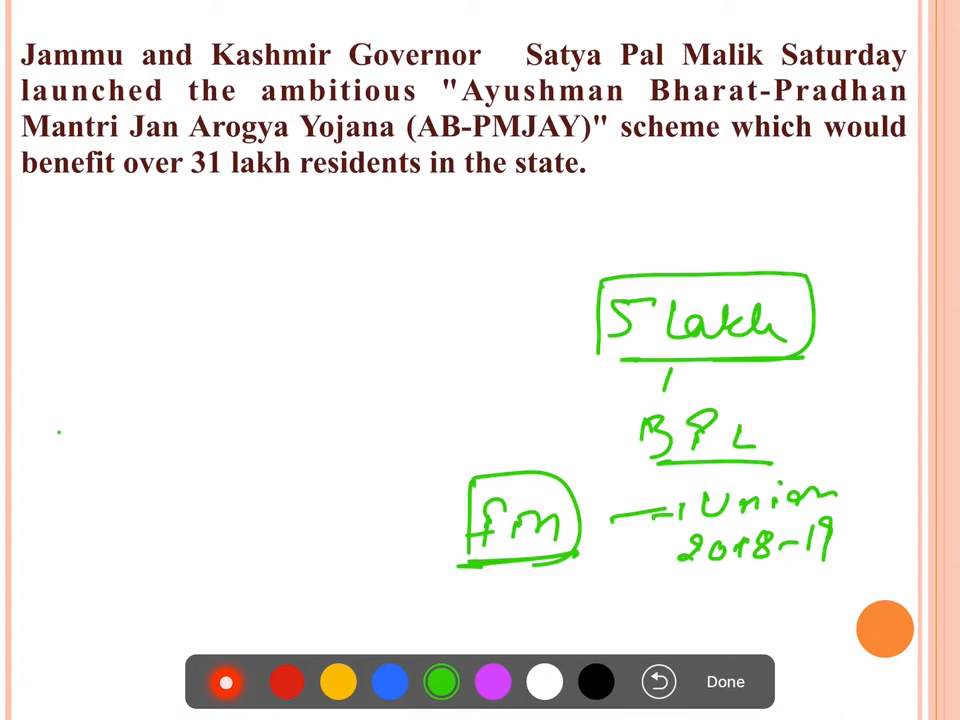 Jammu and Kashmir Governor Satya Pal Malik Saturday
launched the ambitious "Ayushman Bharat-Pradhan
Mantri Jan Arogya Yojana (AB-PMJAY)" scheme which would
benefit over 31 lakh residents in the state.
5 Lakh
BPL
fm
Union
2018-19
Done